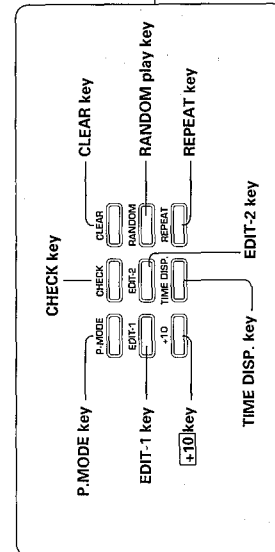 CHECK key
P.MODE key
CLEAR key
P-MODE
CHECK
CLEAR
EDIT-1 key
EDIT-1
EDIT-2
RANDOM
RANDOM play key
+10
TIME DISP.
REPEAT
+10 key
REPEAT key
TIME DISP. key
EDIT-2 key